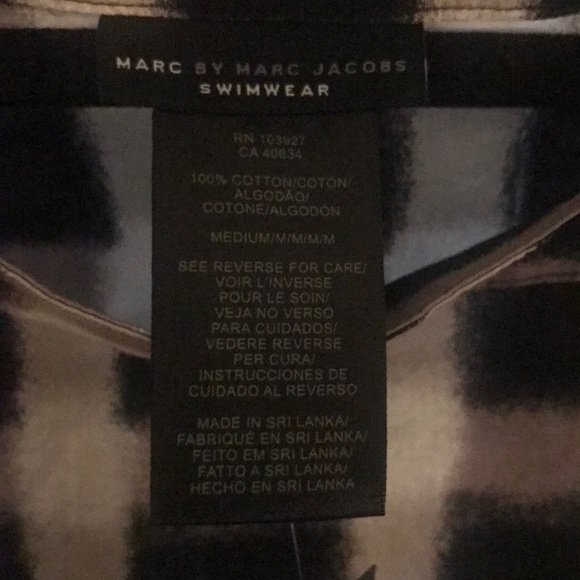 MARC BY MARC JACOBS
SWIMWEAR
RN 103927
CA 40834
100% COTTON/COTÓN/
ALGODÃO/
COTONE/ALGODÓN
MEDIUM/M/M/M/M
SEE REVERSE FOR CARE/
VOIR L'INVERSE
POUR LE SOIN/
VEJA NO VERSO
PARA CUIDADOS/
VEDERE REVERSE
PER CURA/
INSTRUCCIONES DE
CUIDADO AL REVERSO
MADE IN SRI LANKA/
FABRIQUÉ EN SRI LANKA/
FEITO EM SRI LANKA/
FATTO A SRI LANKA/
HECHO EN SRI LANKA